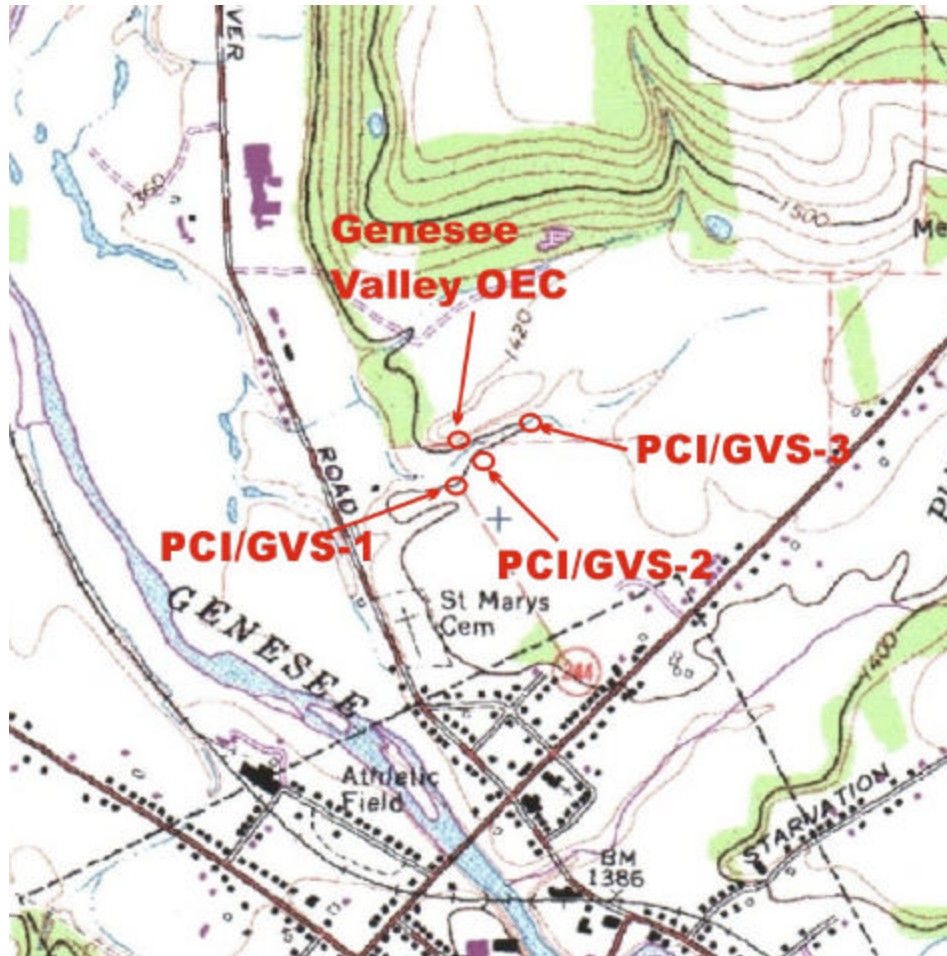 VER
1360
1500
Me
Genesee
Valley OEC
1420
PCI/GVS-3
ROAD
PCI/GVS-1
PCI/GVS-2
GENESEE
St Marys
Cem
244
1400
Athletic
Field
STARVATION
BM
1386